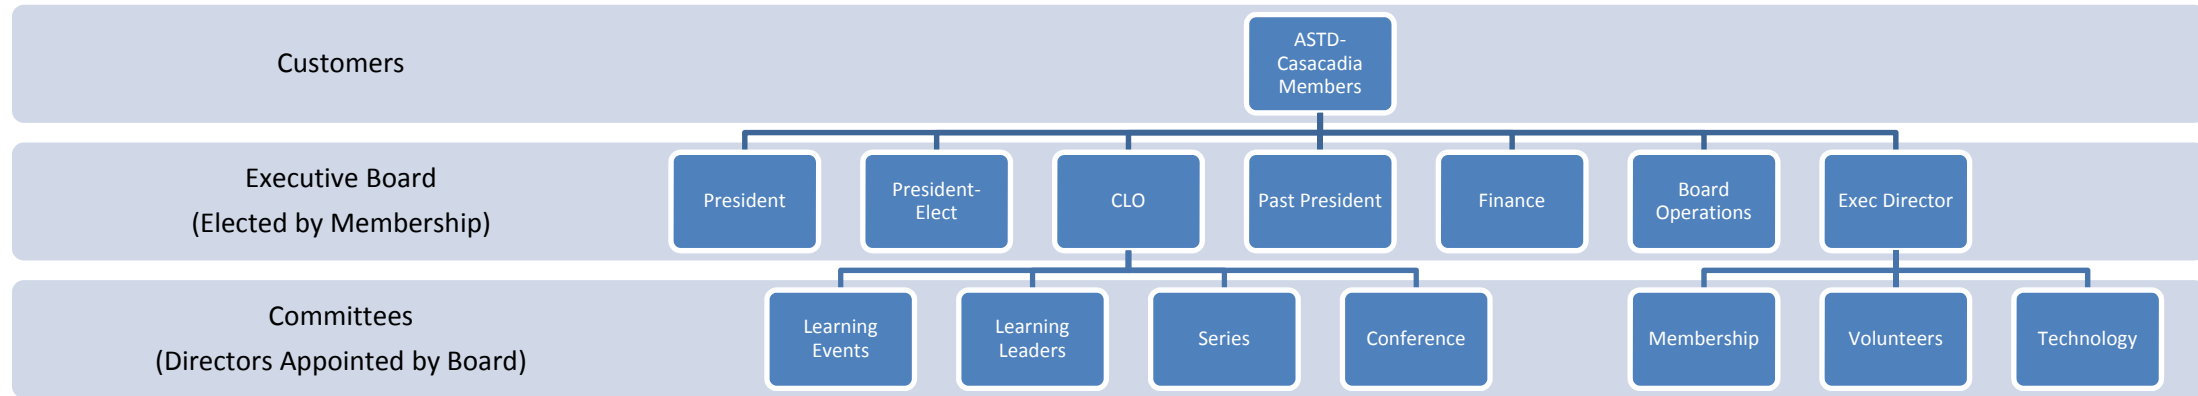 Customers
ASTD-
Casacadia
Members
Executive Board
(Elected by Membership)
President
President-
Elect
CLO
Past President
Finance
Board
Operations
Exec Director
Committees
(Directors Appointed by Board)
Learning
Events
Learning
Leaders
Series
Conference
Membership
Volunteers
Technology